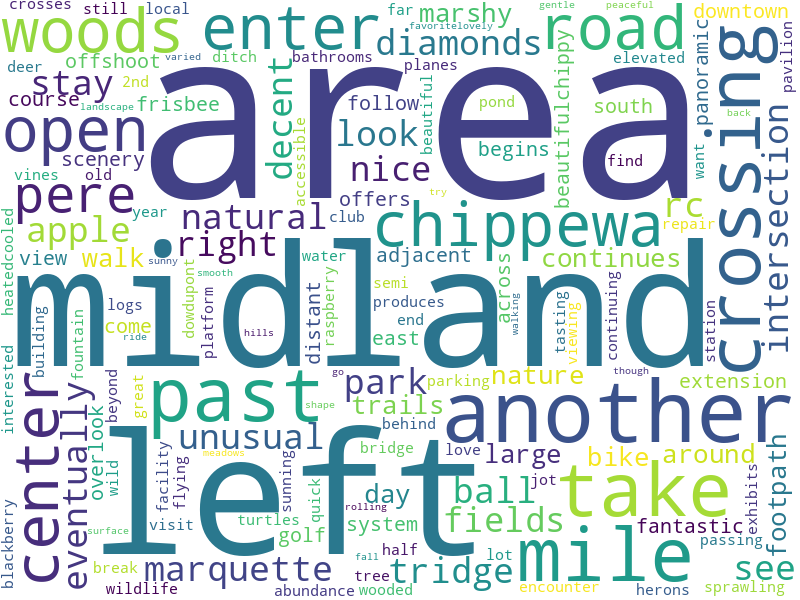 crosses still local far marshy gentle peaceful downtown
woods enter diamonds favoritelovely road
offshoot varied ditch bathrooms planes elevated pavilion
deer 2nd stay area decent beautiful crossing .panoramic
course landscape frisbee follow pond south back
open look accessible begins beautifulchippy want
scenery nice find intersection
vines old pere year offers try rc
apple natural club chippewa repair
heatedcooled walk right water adjacent continues
view sunny smooth semi across
midland
logs dowdupont platform distant raspberry produces tasting viewing continuing station
come building fountain ride hills end east walking
interested center beyond great past go park parking nature though extension
eventually overlook shape trails another
unusual behind
wild facility flying left bridge love large bike around
meadows sunning quick day ball jot take exhibits footpath
blackberry visit turtles rolling system fields fantastic
surface golf half lot passing
break marquette fall tridge mile see
wildlife abundance tree wooded encounter herons sprawling